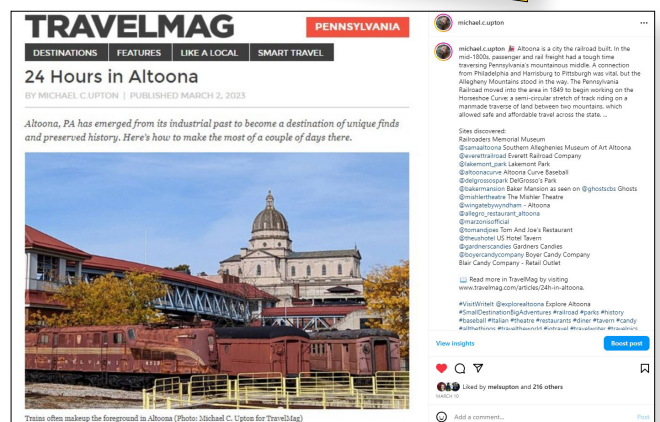 TRAVELMAG
PENNSYLVANIA
DESTINATIONS
FEATURES
LIKE A LOCAL
SMART TRAVEL
24 Hours in Altoona
BY MICHAEL C.UPTON | PUBLISHED MARCH 2, 2023
Altoona, PA has emerged from its industrial past to become a destination of unique finds
and preserved history. Here's how to make the most of a couple of days there.
Trains often makeup the foreground in Altoona (Photo: Michael C. Upton for TravelMag)
michael.c.upton
michael.c.upton 🚂 Altoona is a city the railroad built. In the
mid-1800s, passenger and rail freight had a tough time
traversing Pennsylvania's mountainous middle. A connection
from Philadelphia and Harrisburg to Pittsburgh was vital, but the
Allegheny Mountains stood in the way. The Pennsylvania
Railroad moved into the area in 1849 to begin working on the
Horseshoe Curve: a semi-circular stretch of track riding on a
manmade traverse of land between two mountains, which
allowed safe and affordable travel across the state. ...
Sites discovered:
Railroaders Memorial Museum
@samaaltoona Southern Alleghenies Museum of Art Altoona
@everettrailroad Everett Railroad Company
@lakemont_park Lakemont Park
@altoonacurve Altoona Curve Baseball
@delgrossospark DelGrosso's Park
@bakermansion Baker Mansion as seen on @ghostscbs Ghosts
@mishlertheatre The Mishler Theatre
@wingatebywyndham - Altoona
@allegro_restaurant_altoona
@marzonisofficial
@tomandjoes Tom And Joe's Restaurant
@theushotel US Hotel Tavern
@gardnerscandies Gardners Candies
@boyercandycompany Boyer Candy Company
Blair Candy Company - Retail Outlet
📖 Read more in TravelMag by visiting
www.travelmag.com/articles/24h-in-altoona.
#VisitWriteIt @explorealtoona Explore Altoona
#SmallDestinationBigAdventures #railroad #parks #history
#baseball #Italian #theatre #restaurants #diner #tavern #candy
#allthethings #traveltheworld #igtravel #travelwriter #travelpics
View insights
Boost post
Liked by melsupton and 216 others
MARCH 10
Add a comment...
Post